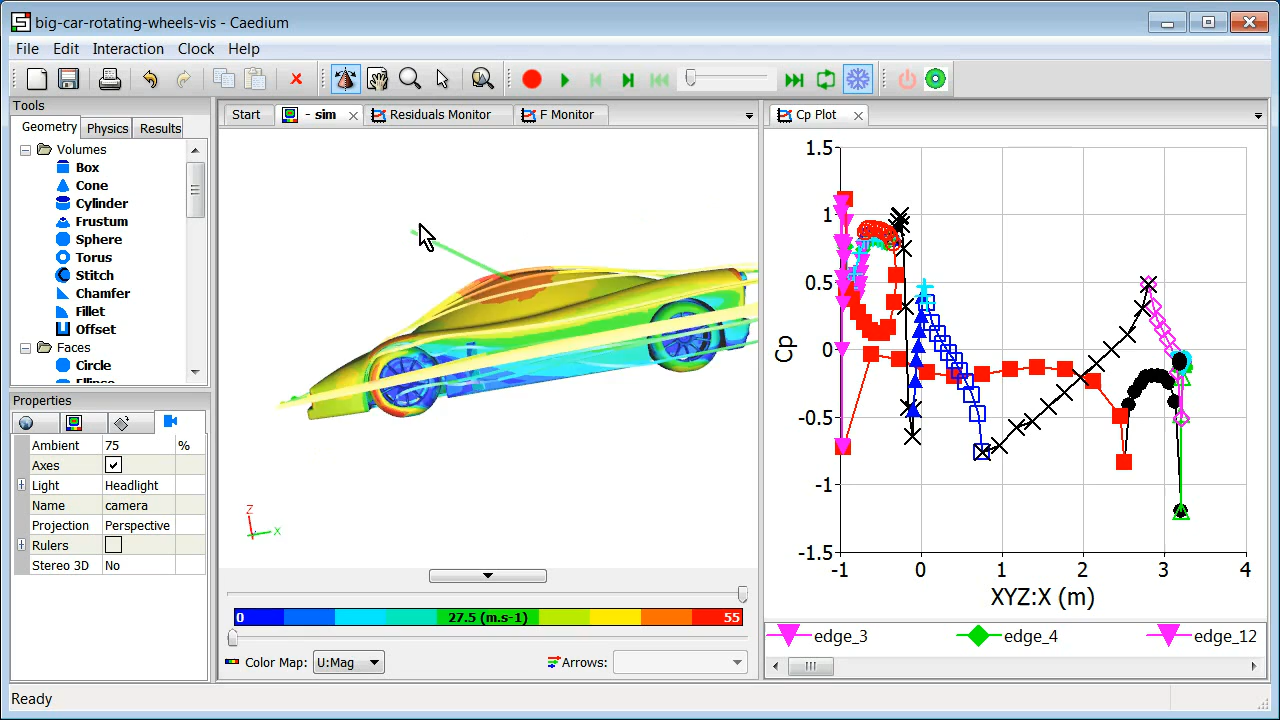 big-car-rotating-wheels-vis - Caedium
File Edit Interaction Clock Help
Tools
Geometry Physics Results
Volumes
Box
Cone
Cylinder
Frustum
Sphere
Torus
Stitch
Chamfer
Fillet
Offset
Faces
Circle
Ellipse
Properties
Ambient 75 %
Axes
Light Headlight
Name camera
Projection Perspective
Rulers
Stereo 3D No
Start - sim Residuals Monitor F Monitor
Z
X
0 27.5 (m.s-1) 55
Color Map: U:Mag Arrows:
Cp Plot
1.5
1
0.5
0
-0.5
-1
-1.5
Cp
-1 0 1 2 3 4
XYZ:X (m)
edge_3 edge_4 edge_12
Ready